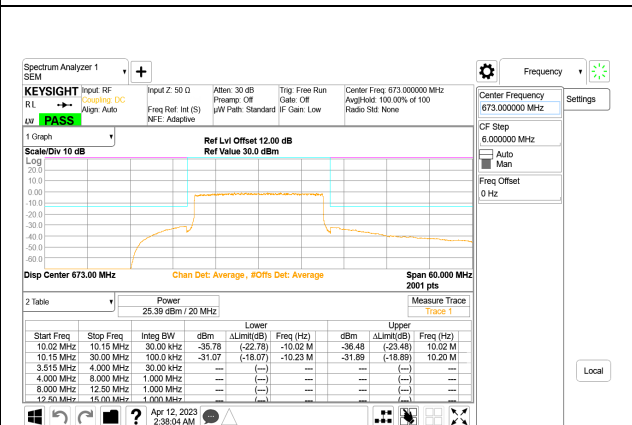 Spectrum Analyzer 1
SEM
Frequency
KEYSIGHT Input: RF Input Z: 50 Ω Atten: 30 dB Trig: Free Run Center Freq: 673.000000 MHz
RL Coupling: DC Preamp: Off Gate: Off Avg|Hold: 100.00% of 100
Align: Auto Freq Ref: Int (S) µW Path: Standard IF Gain: Low Radio Std: None
LXI PASS NFE: Adaptive
Center Frequency
673.000000 MHz
Settings
CF Step
6.000000 MHz
Auto
Man
Freq Offset
0 Hz
1 Graph
Ref Lvl Offset 12.00 dB
Scale/Div 10 dB Ref Value 30.0 dBm
Log
20.0
10.0
0.00
-10.0
-20.0
-30.0
-40.0
-50.0
-60.0
Disp Center 673.00 MHz Chan Det: Average , #Offs Det: Average Span 60.000 MHz
2001 pts
2 Table Power Measure Trace
25.39 dBm / 20 MHz Trace 1
Lower Upper
Start Freq Stop Freq Integ BW dBm ΔLimit(dB) Freq (Hz) dBm ΔLimit(dB) Freq (Hz)
10.02 MHz 10.15 MHz 30.00 kHz -35.78 (-22.78) -10.02 M -36.48 (-23.48) 10.02 M
10.15 MHz 30.00 MHz 100.0 kHz -31.07 (-18.07) -10.23 M -31.89 (-18.89) 10.20 M
3.515 MHz 4.000 MHz 30.00 kHz --- (---) --- --- (---) ---
4.000 MHz 8.000 MHz 1.000 MHz --- (---) --- --- (---) ---
8.000 MHz 12.50 MHz 1.000 MHz --- (---) --- --- (---) ---
12.50 MHz 15.00 MHz 1.000 MHz --- (---) --- --- (---) ---
Local
? Apr 12, 2023
2:38:04 AM